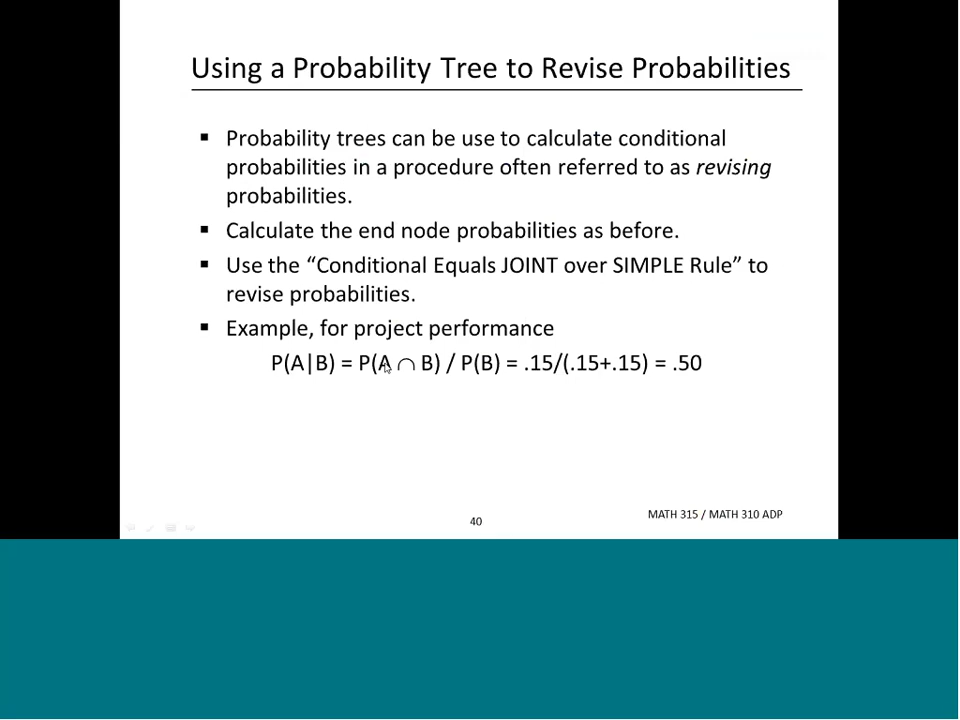 Using a Probability Tree to Revise Probabilities
▪ Probability trees can be use to calculate conditional
probabilities in a procedure often referred to as revising
probabilities.
▪ Calculate the end node probabilities as before.
▪ Use the “Conditional Equals JOINT over SIMPLE Rule” to
revise probabilities.
▪ Example, for project performance
P(A|B) = P(A ∩ B) / P(B) = .15/(.15+.15) = .50
40
MATH 315 / MATH 310 ADP